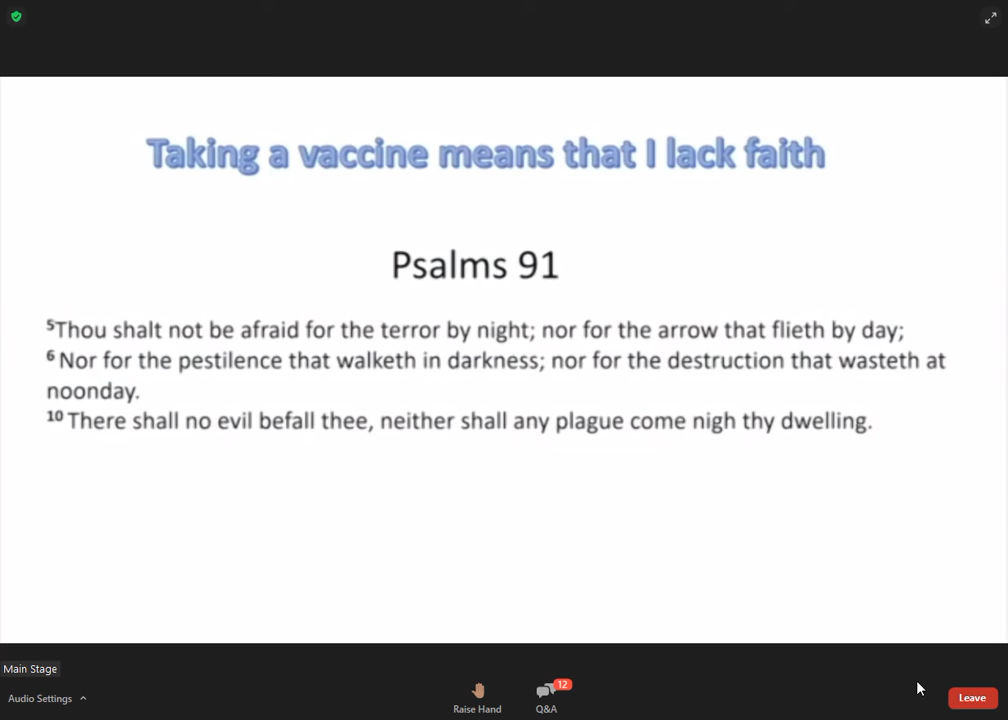 Taking a vaccine means that I lack faith
Psalms 91
⁵Thou shalt not be afraid for the terror by night; nor for the arrow that flieth by day;
⁶ Nor for the pestilence that walketh in darkness; nor for the destruction that wasteth at
noonday.
¹⁰ There shall no evil befall thee, neither shall any plague come nigh thy dwelling.
Main Stage
Audio Settings
Raise Hand
12
Q&A
Leave